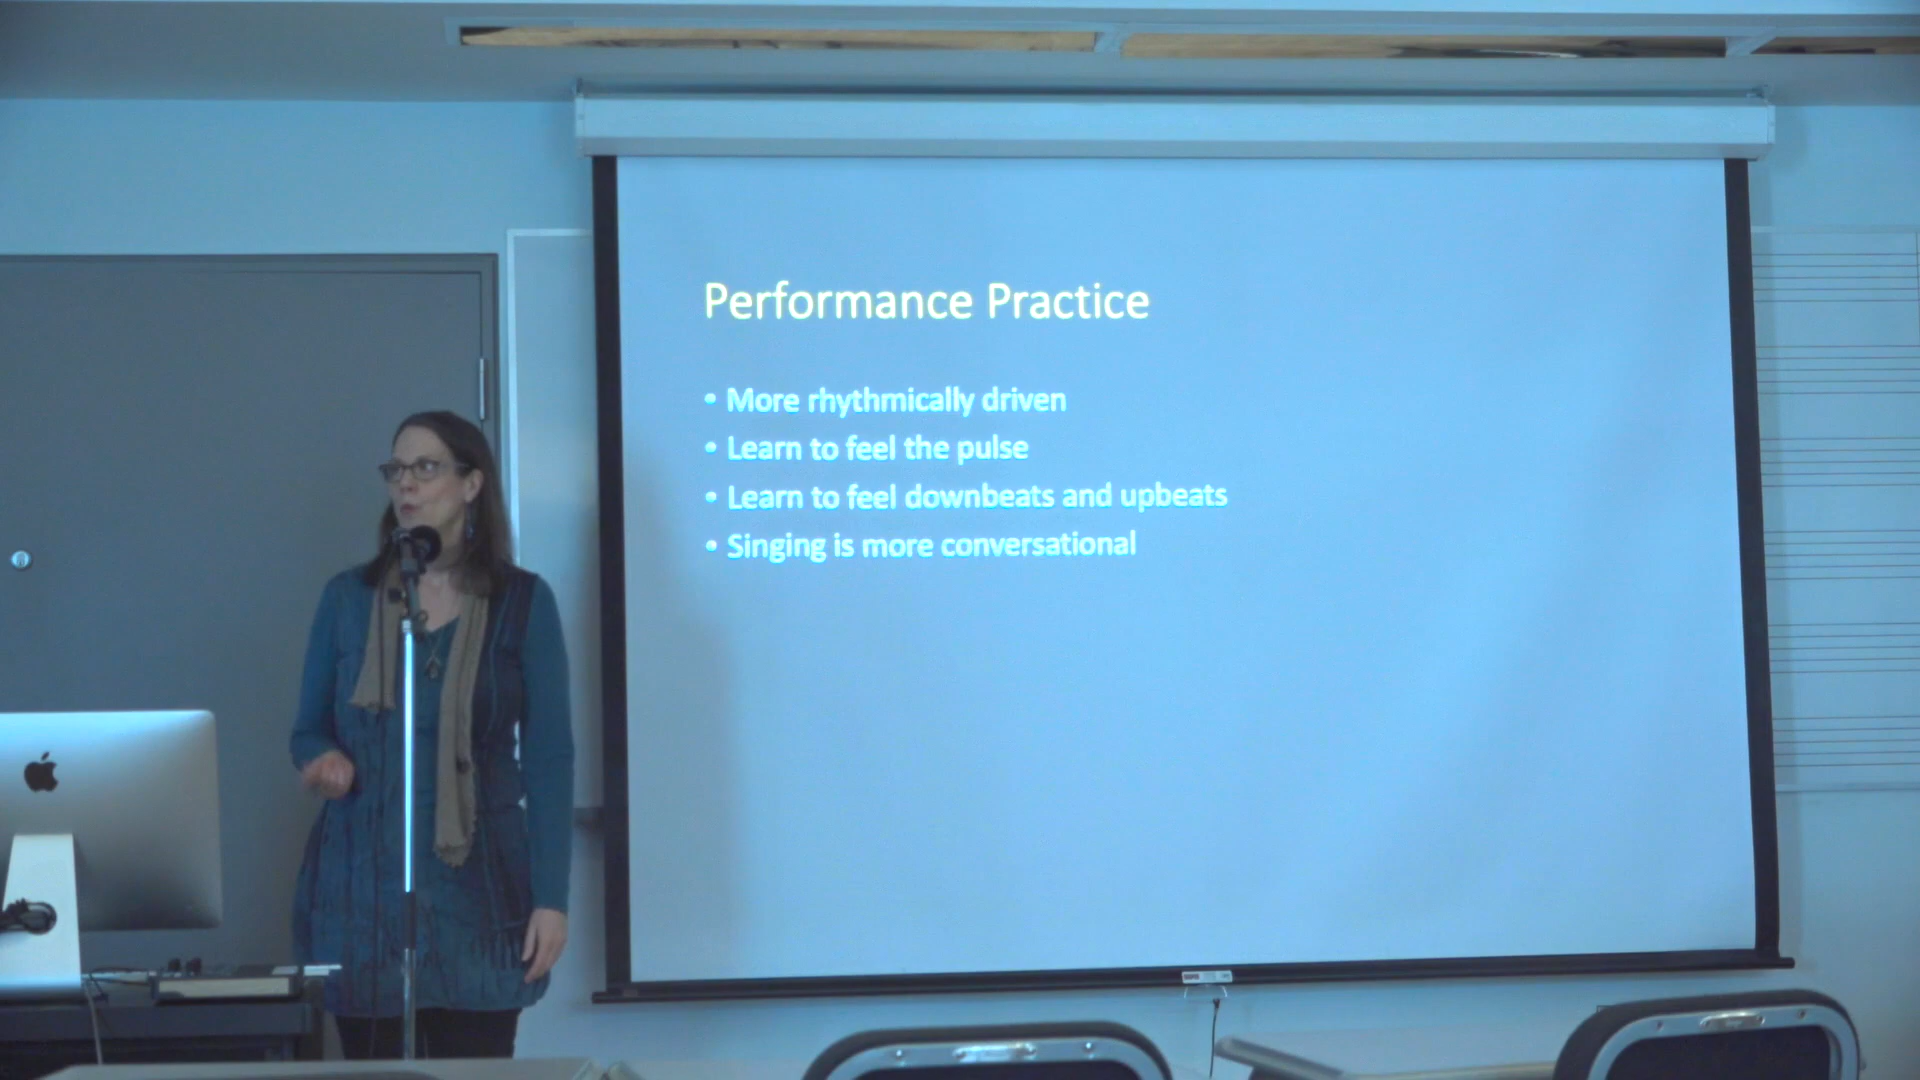 Performance Practice
• More rhythmically driven
• Learn to feel the pulse
• Learn to feel downbeats and upbeats
• Singing is more conversational